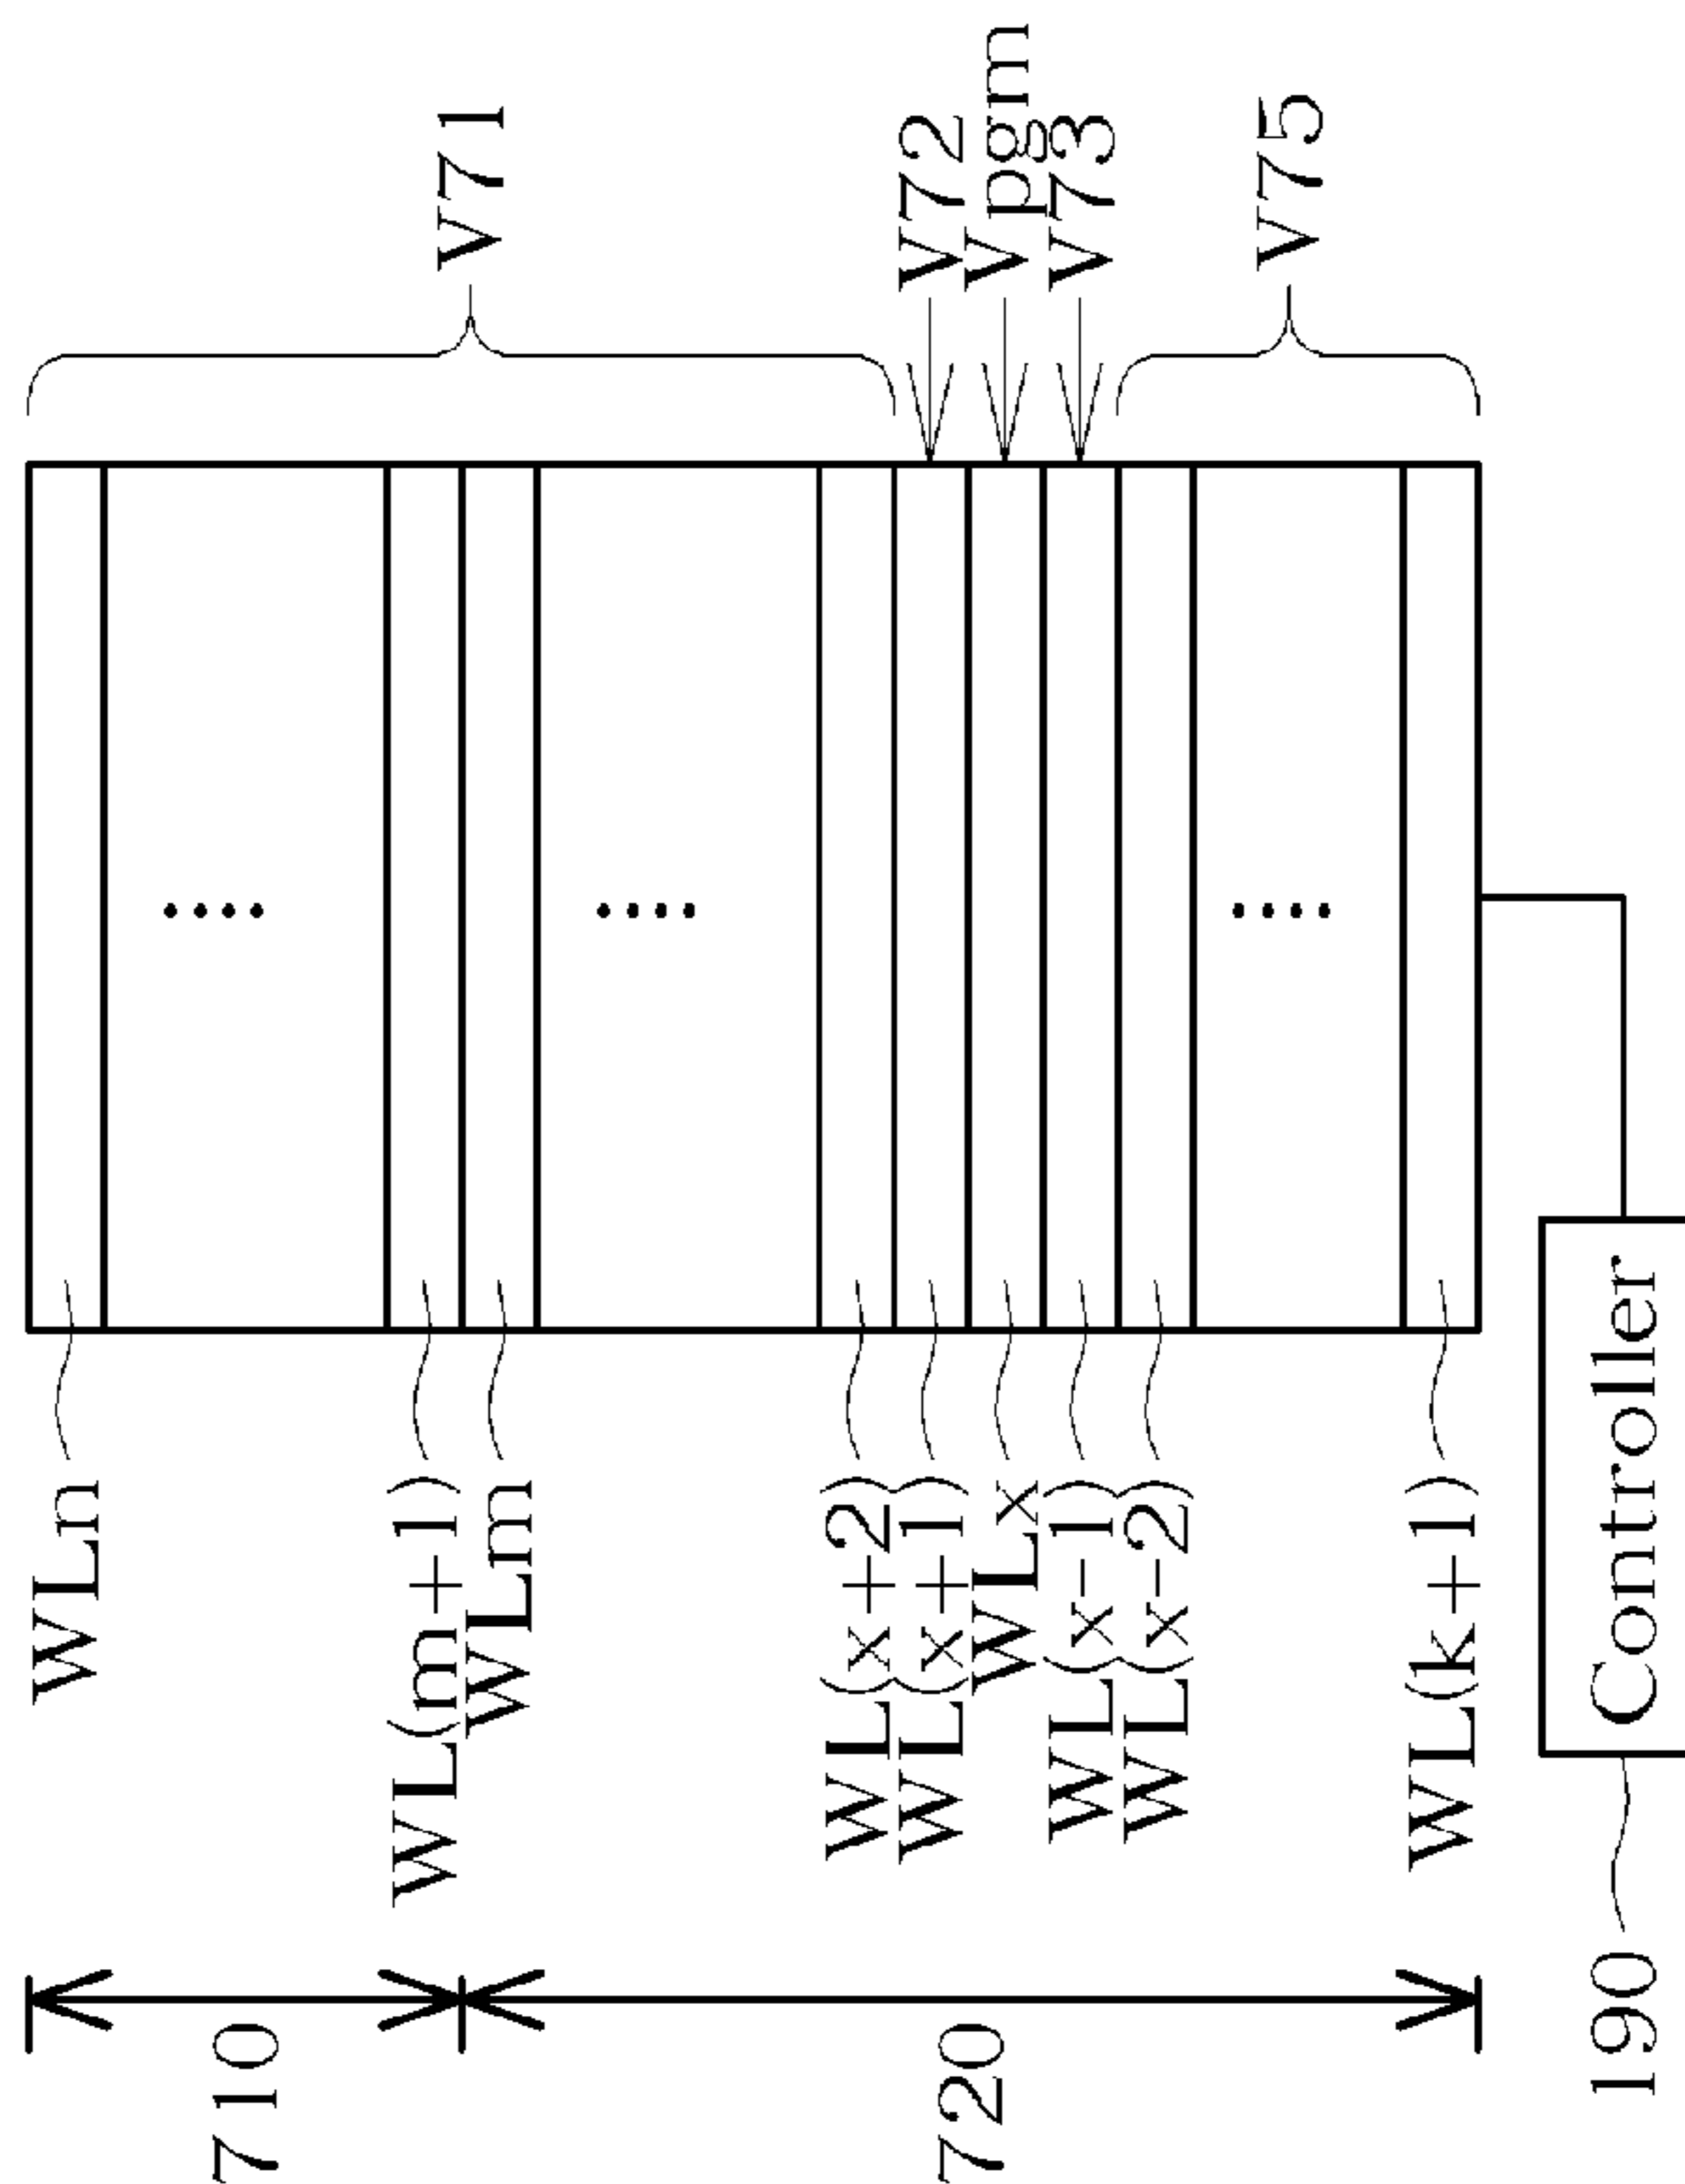 710
720
190
WLn
WL(m+1)
WLm
WL(x+2)
WL(x+1)
WLx
WL(x-1)
WL(x-2)
WL(k+1)
Controller
....
....
....
V71
V72
Vpgm
V73
V75